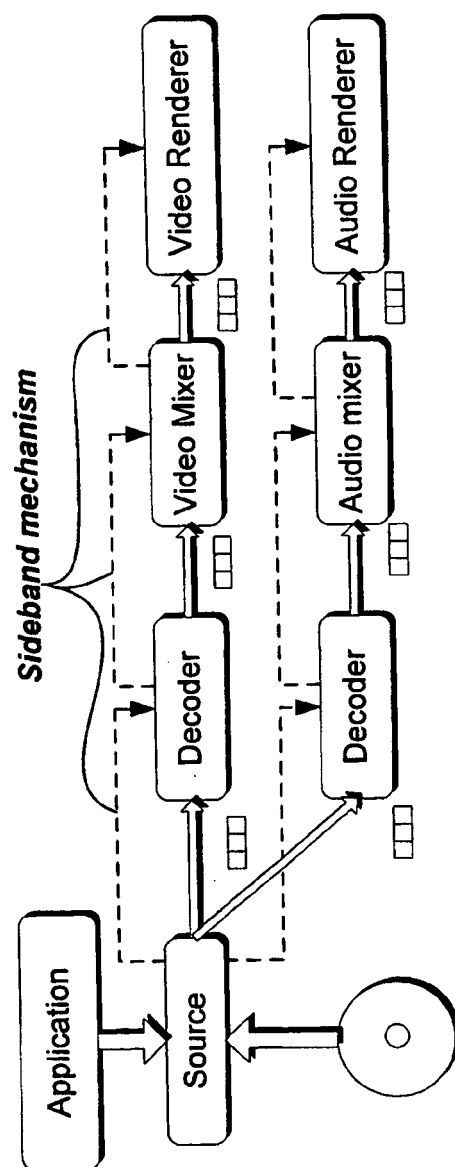 Sideband mechanism
Application
Source
Decoder
Video Mixer
Video Renderer
Decoder
Audio mixer
Audio Renderer